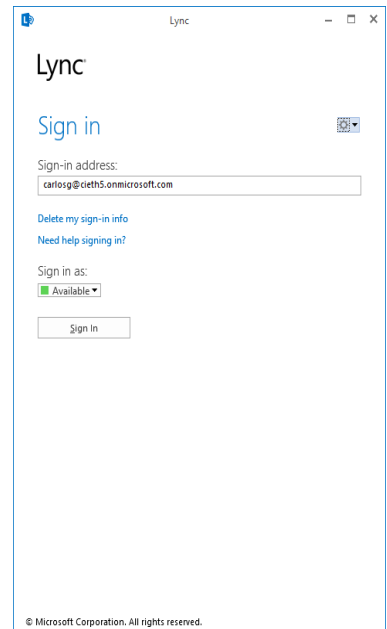 Lync
Lync
Sign in
Sign-in address:
carlosg@cieth5.onmicrosoft.com
Delete my sign-in info
Need help signing in?
Sign in as:
Available
Sign In
© Microsoft Corporation. All rights reserved.